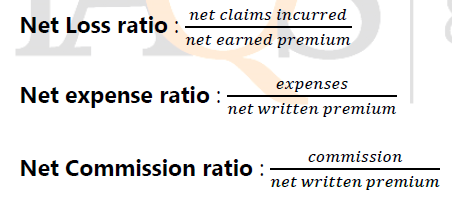 Net Loss ratio : net claims incurred / net earned premium
Net expense ratio : expenses / net written premium
Net Commission ratio : commission / net written premium